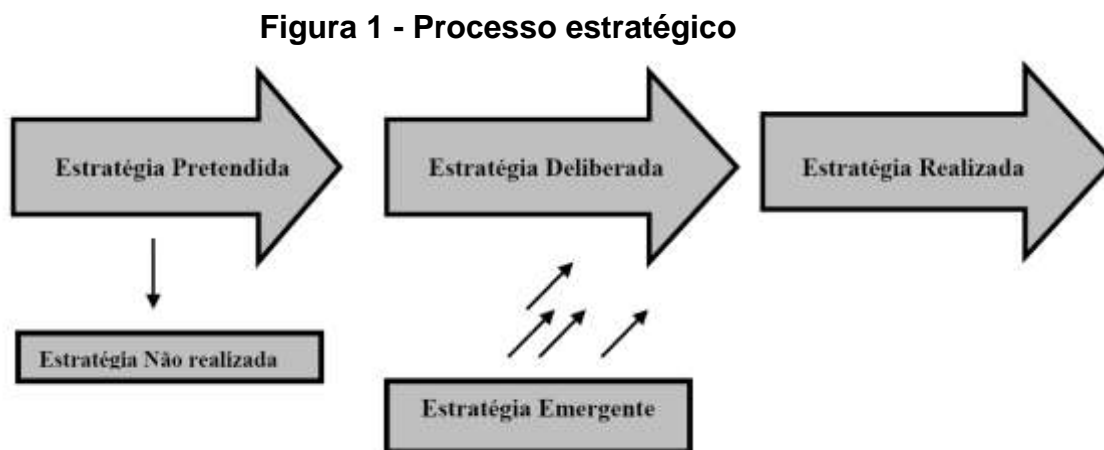 Figura 1 - Processo estratégico
Estratégia Pretendida
Estratégia Deliberada
Estratégia Realizada
Estratégia Não realizada
Estratégia Emergente